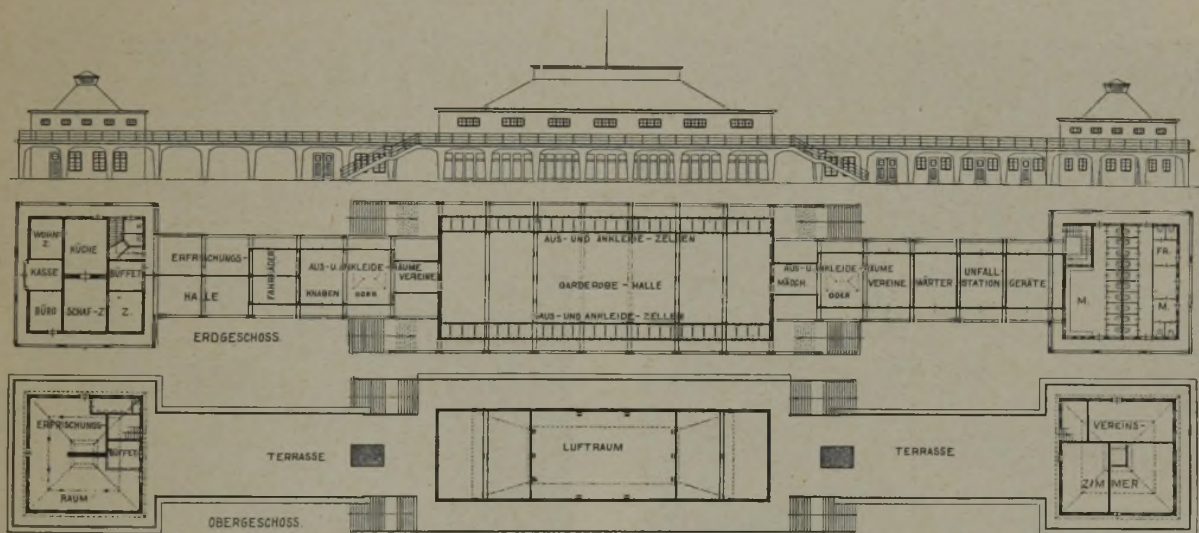 WOHN-
Z.
KÜCHE
KASSE
BÜFFET
BÜRO
SCHAF-Z.
Z.
ERFRISCHUNGS-
HALLE
FAHRRÄDER
AUS-U. ANKLEIDE-RÄUME
KNABEN
ODER
VEREINE
AUS- UND ANKLEIDE-ZELLEN
GARDEROBE-HALLE
AUS- UND ANKLEIDE-ZELLEN
AUS-U. ANKLEIDE-RÄUME
MÄDCH.
ODER
VEREINE
WÄRTER
UNFALL
STATION
GERÄTE
M.
FR.
M.
ERDGESCHOSS.
ERFRISCHUNGS-
BÜFFET
RAUM
TERRASSE
LUFTRAUM
TERRASSE
VEREINS-
ZIMMER
OBERGESCHOSS.